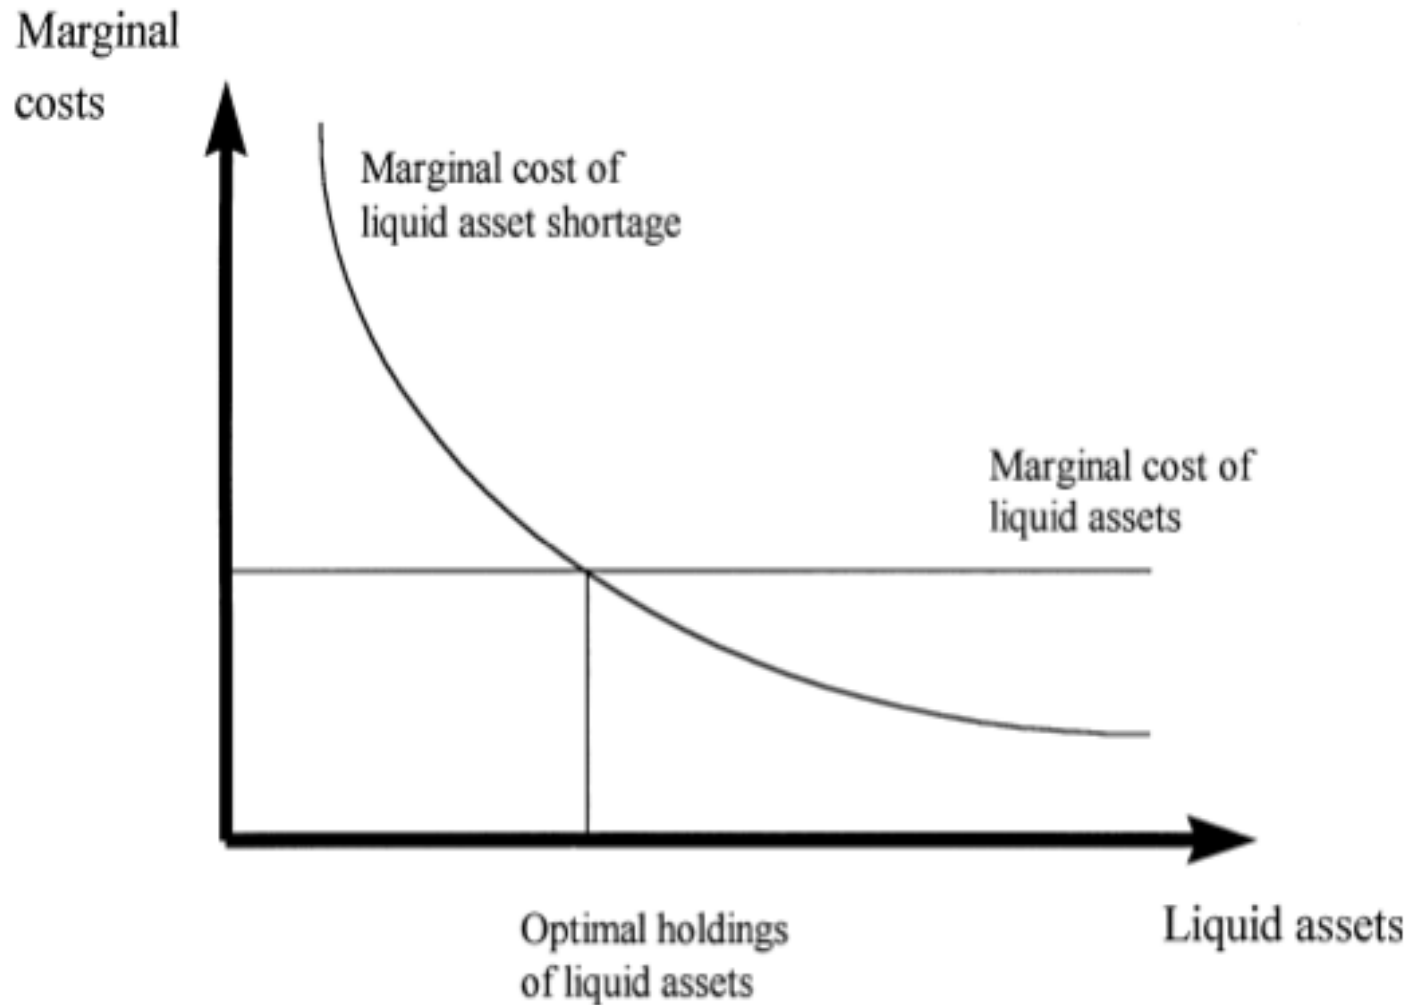 Marginal
costs
Marginal cost of
liquid asset shortage
Marginal cost of
liquid assets
Optimal holdings
of liquid assets
Liquid assets